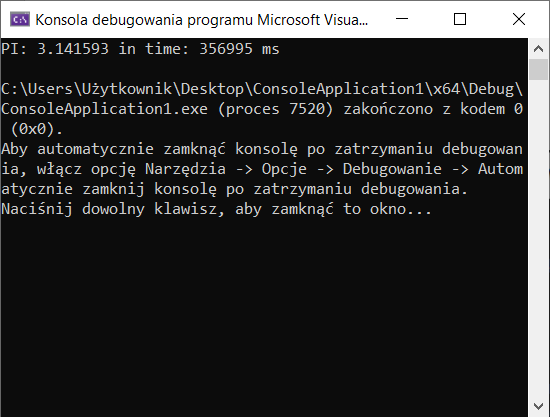 Konsola debugowania programu Microsoft Visua...
PI: 3.141593 in time: 356995 ms
C:\Users\Użytkownik\Desktop\ConsoleApplication1\x64\Debug\
ConsoleApplication1.exe (proces 7520) zakończono z kodem 0
(0x0).
Aby automatycznie zamknąć konsolę po zatrzymaniu debugowan
ia, włącz opcję Narzędzia -> Opcje -> Debugowanie -> Autom
atycznie zamknij konsolę po zatrzymaniu debugowania.
Naciśnij dowolny klawisz, aby zamknąć to okno...